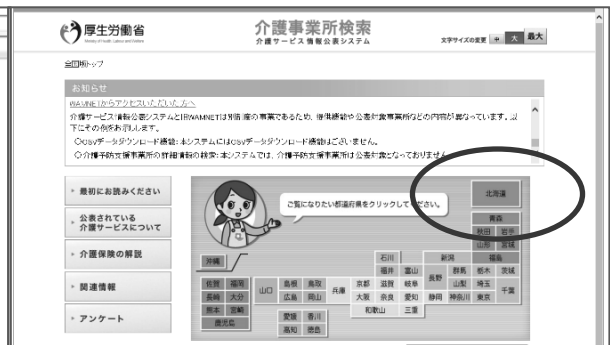 厚生労働省
Ministry of Health, Labour and Welfare
介護事業所検索
介護サービス情報公表システム
文字サイズの変更 中 大 最大
全国版トップ
お知らせ
WAMNETからアクセスいただいた方へ
介護サービス情報公表システムと旧WAMNETは別制度の事業であるため、提供機能や公表対象事業所などの内容が異なっています。以
下にその例をお示しします。
○CSVデータダウンロード機能：本システムにはCSVデータダウンロード機能はございません。
○介護予防支援事業所の詳細情報の検索：本システムでは、介護予防支援事業所は公表対象となっておりません。
最初にお読みください
公表されている
介護サービスについて
介護保険の解説
関連情報
アンケート
ご覧になりたい都道府県をクリックしてください。
北海道
青森
秋田 岩手
山形 宮城
沖縄 石川 新潟 福島
福井 富山 長野 群馬 栃木 茨城
佐賀 福岡 山口 島根 鳥取 兵庫 京都 滋賀 岐阜 山梨 埼玉 千葉
長崎 大分 広島 岡山 大阪 奈良 愛知 静岡 神奈川 東京
熊本 宮崎 愛媛 香川 和歌山 三重
鹿児島 高知 徳島